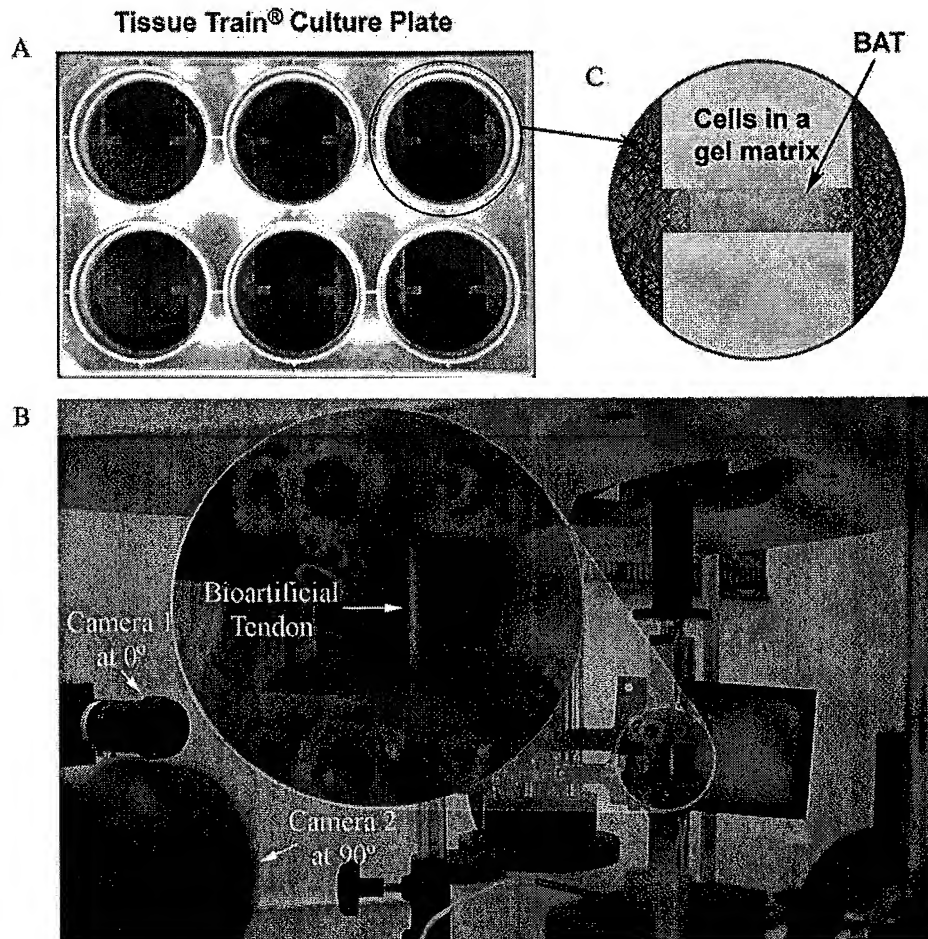 Tissue Train® Culture Plate
A
BAT
C
Cells in a
gel matrix
B
Bioartificial
Tendon
Camera 1
at 0º
Camera 2
at 90º